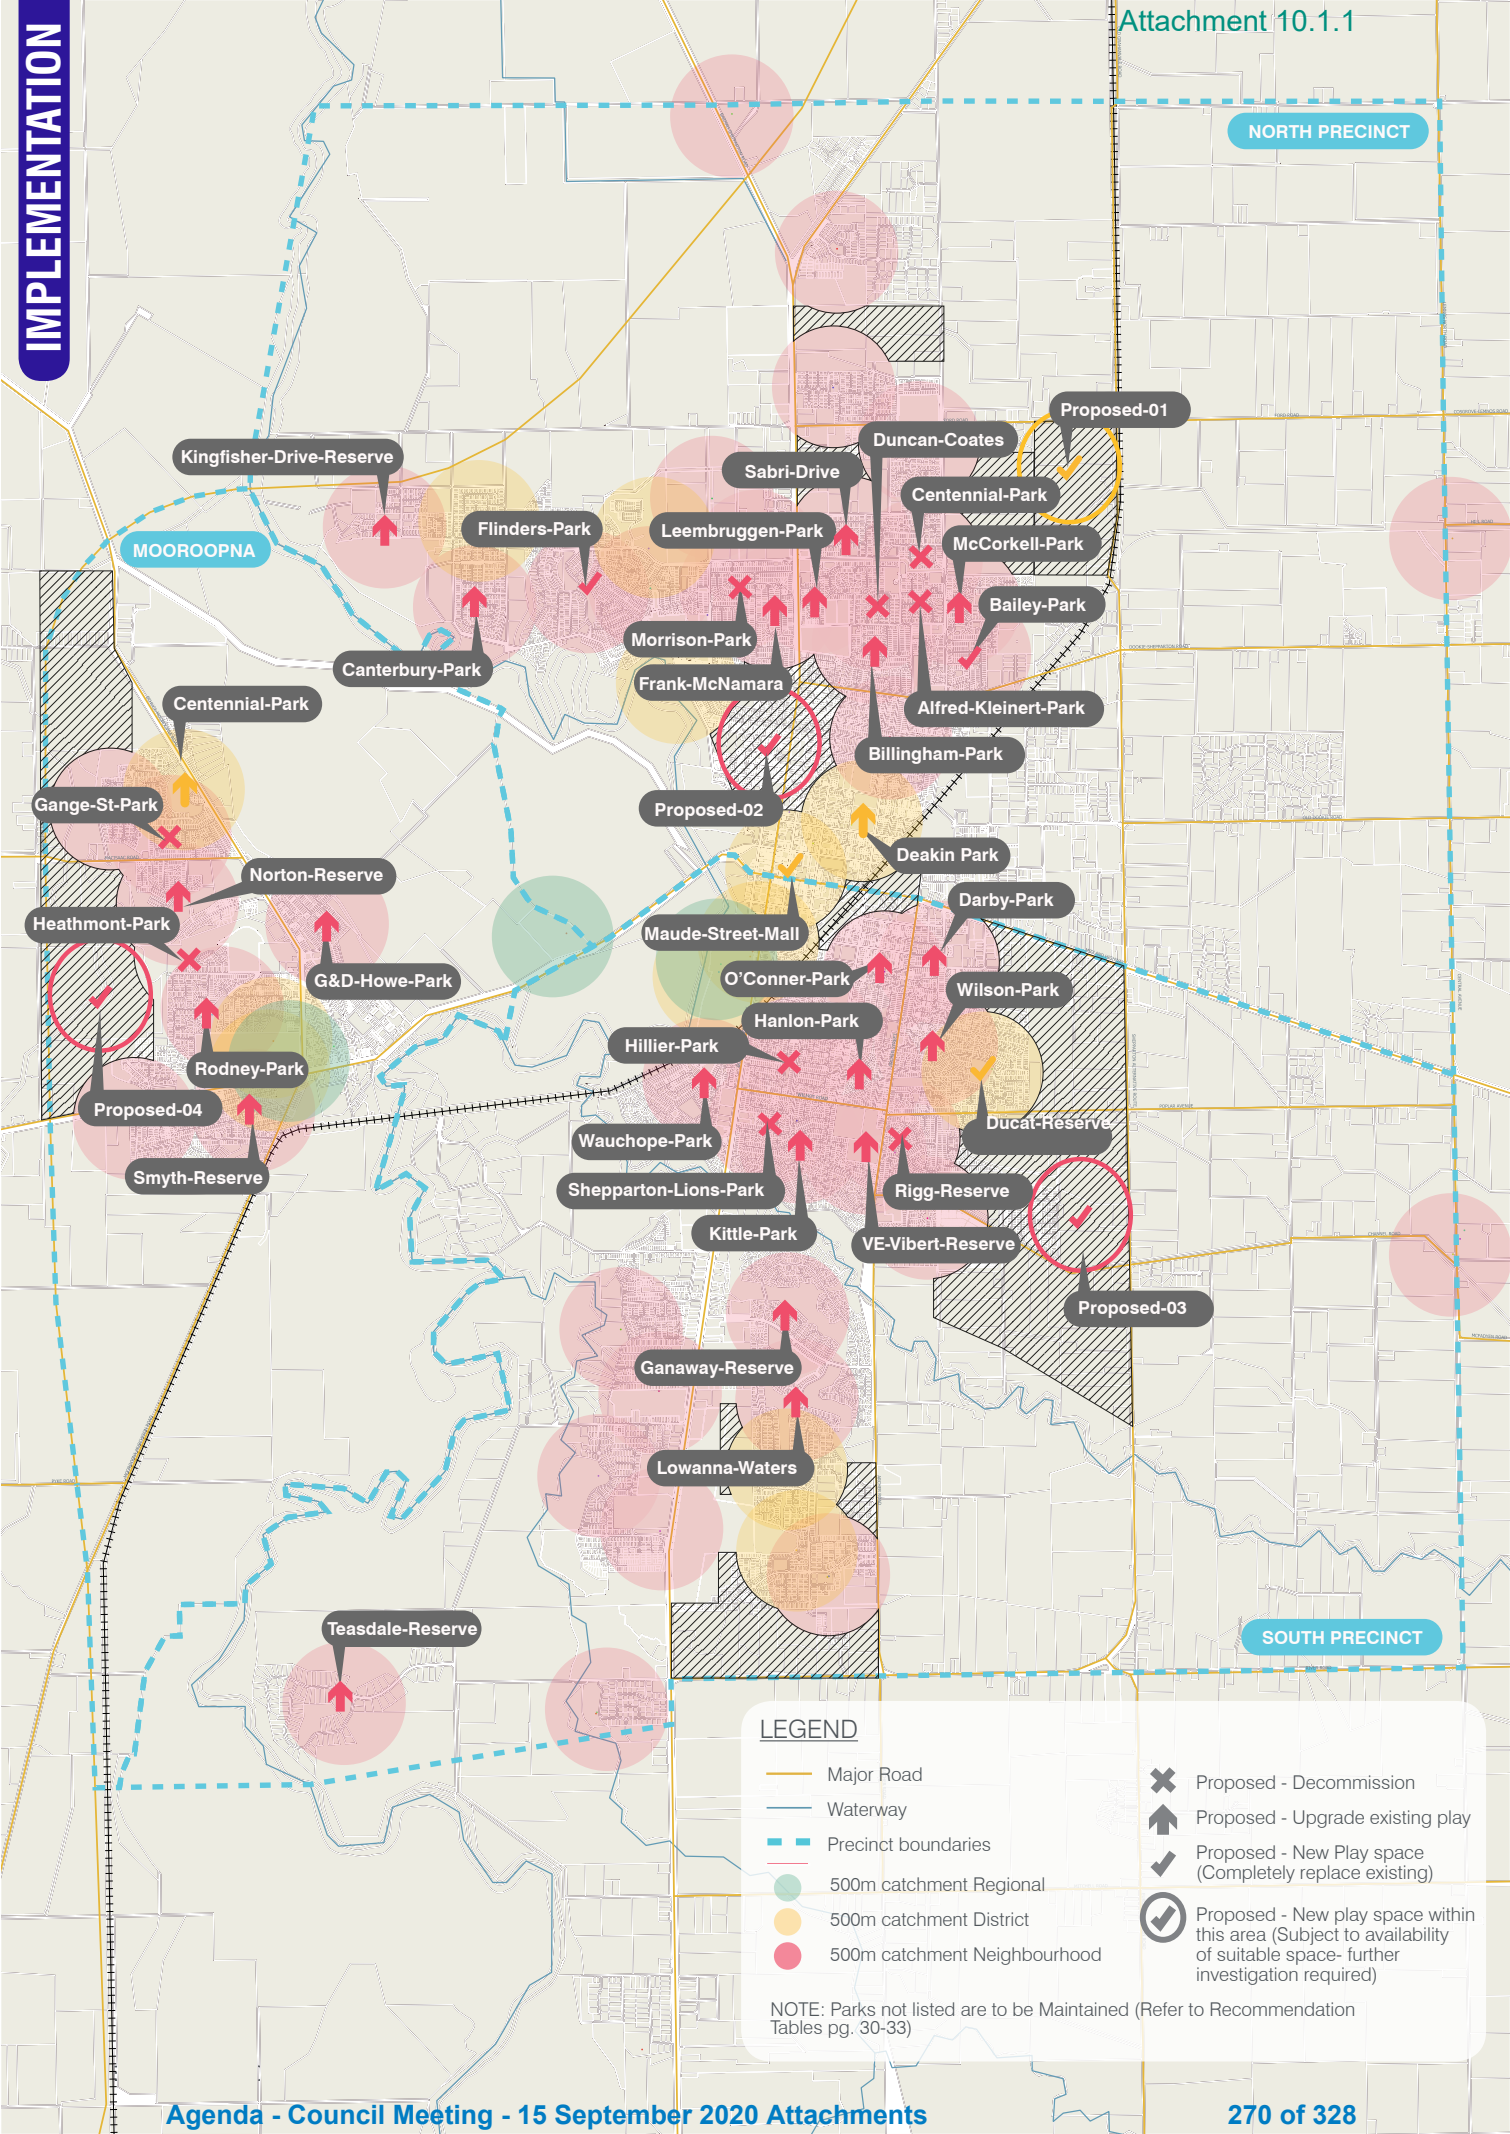 Attachment 10.1.1
IMPLEMENTATION
NORTH PRECINCT
Proposed-01
Duncan-Coates
Kingfisher-Drive-Reserve
Sabri-Drive
Centennial-Park
Flinders-Park
Leembruggen-Park
McCorkell-Park
MOOROOPNA
Bailey-Park
Morrison-Park
Canterbury-Park
Frank-McNamara
Centennial-Park
Alfred-Kleinert-Park
Billingham-Park
Gange-St-Park
Proposed-02
Deakin Park
Norton-Reserve
Darby-Park
Heathmont-Park
Maude-Street-Mall
G&D-Howe-Park
O'Conner-Park
Wilson-Park
Hanlon-Park
Hillier-Park
Rodney-Park
Proposed-04
Ducat-Reserve
Wauchope-Park
Smyth-Reserve
Shepparton-Lions-Park
Rigg-Reserve
Kittle-Park
VE-Vibert-Reserve
Proposed-03
Ganaway-Reserve
Lowanna-Waters
Teasdale-Reserve
SOUTH PRECINCT
LEGEND
Major Road
Waterway
Precinct boundaries
500m catchment Regional
500m catchment District
500m catchment Neighbourhood
Proposed - Decommission
Proposed - Upgrade existing play
Proposed - New Play space
(Completely replace existing)
Proposed - New play space within
this area (Subject to availability
of suitable space- further
investigation required)
NOTE: Parks not listed are to be Maintained (Refer to Recommendation
Tables pg. 30-33)
Agenda - Council Meeting - 15 September 2020 Attachments
270 of 328